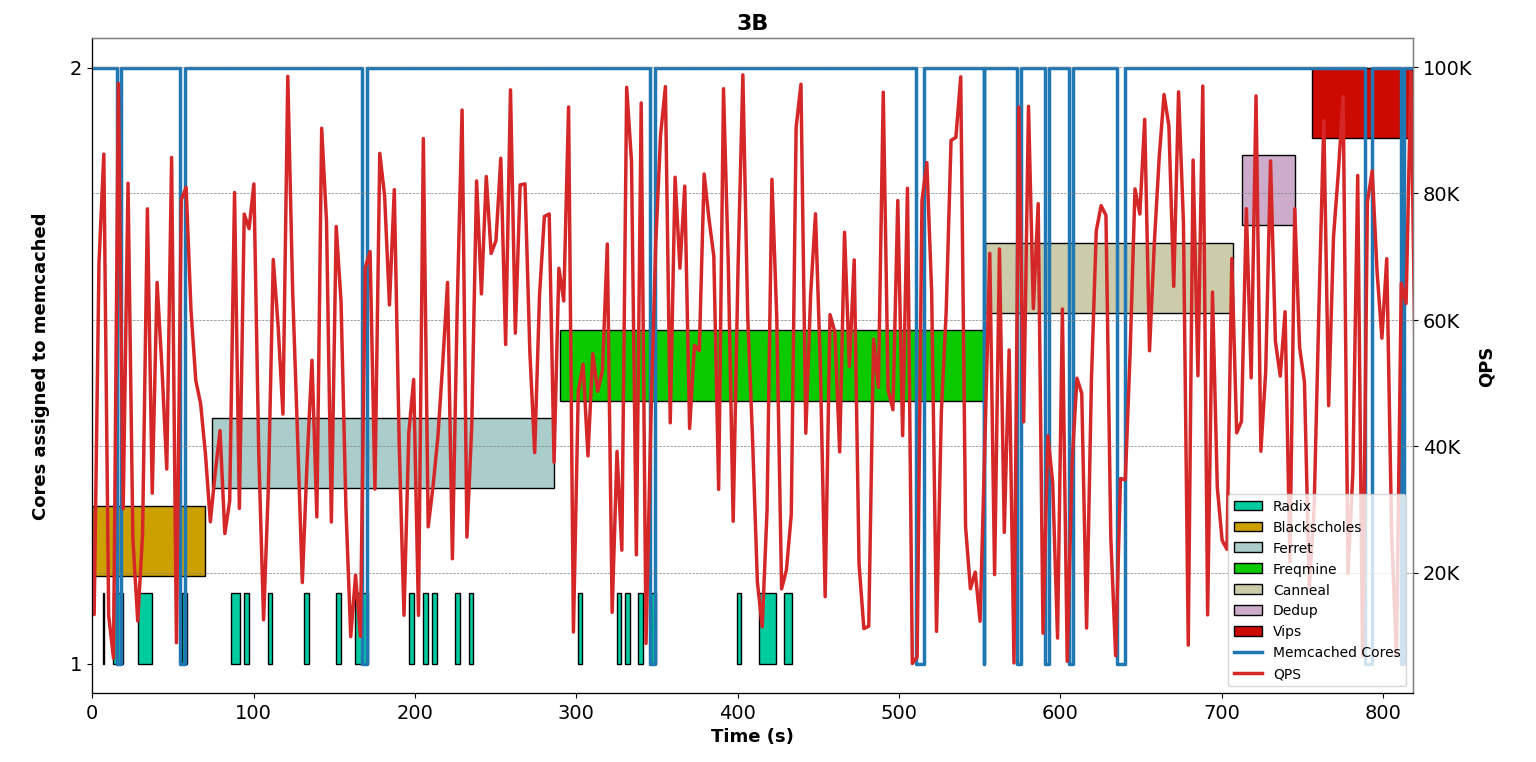 3B
Cores assigned to memcached
2
1
100K
80K
60K
40K
20K
QPS
Radix
Blackscholes
Ferret
Freqmine
Canneal
Dedup
Vips
Memcached Cores
QPS
0 100 200 300 400 500 600 700 800
Time (s)